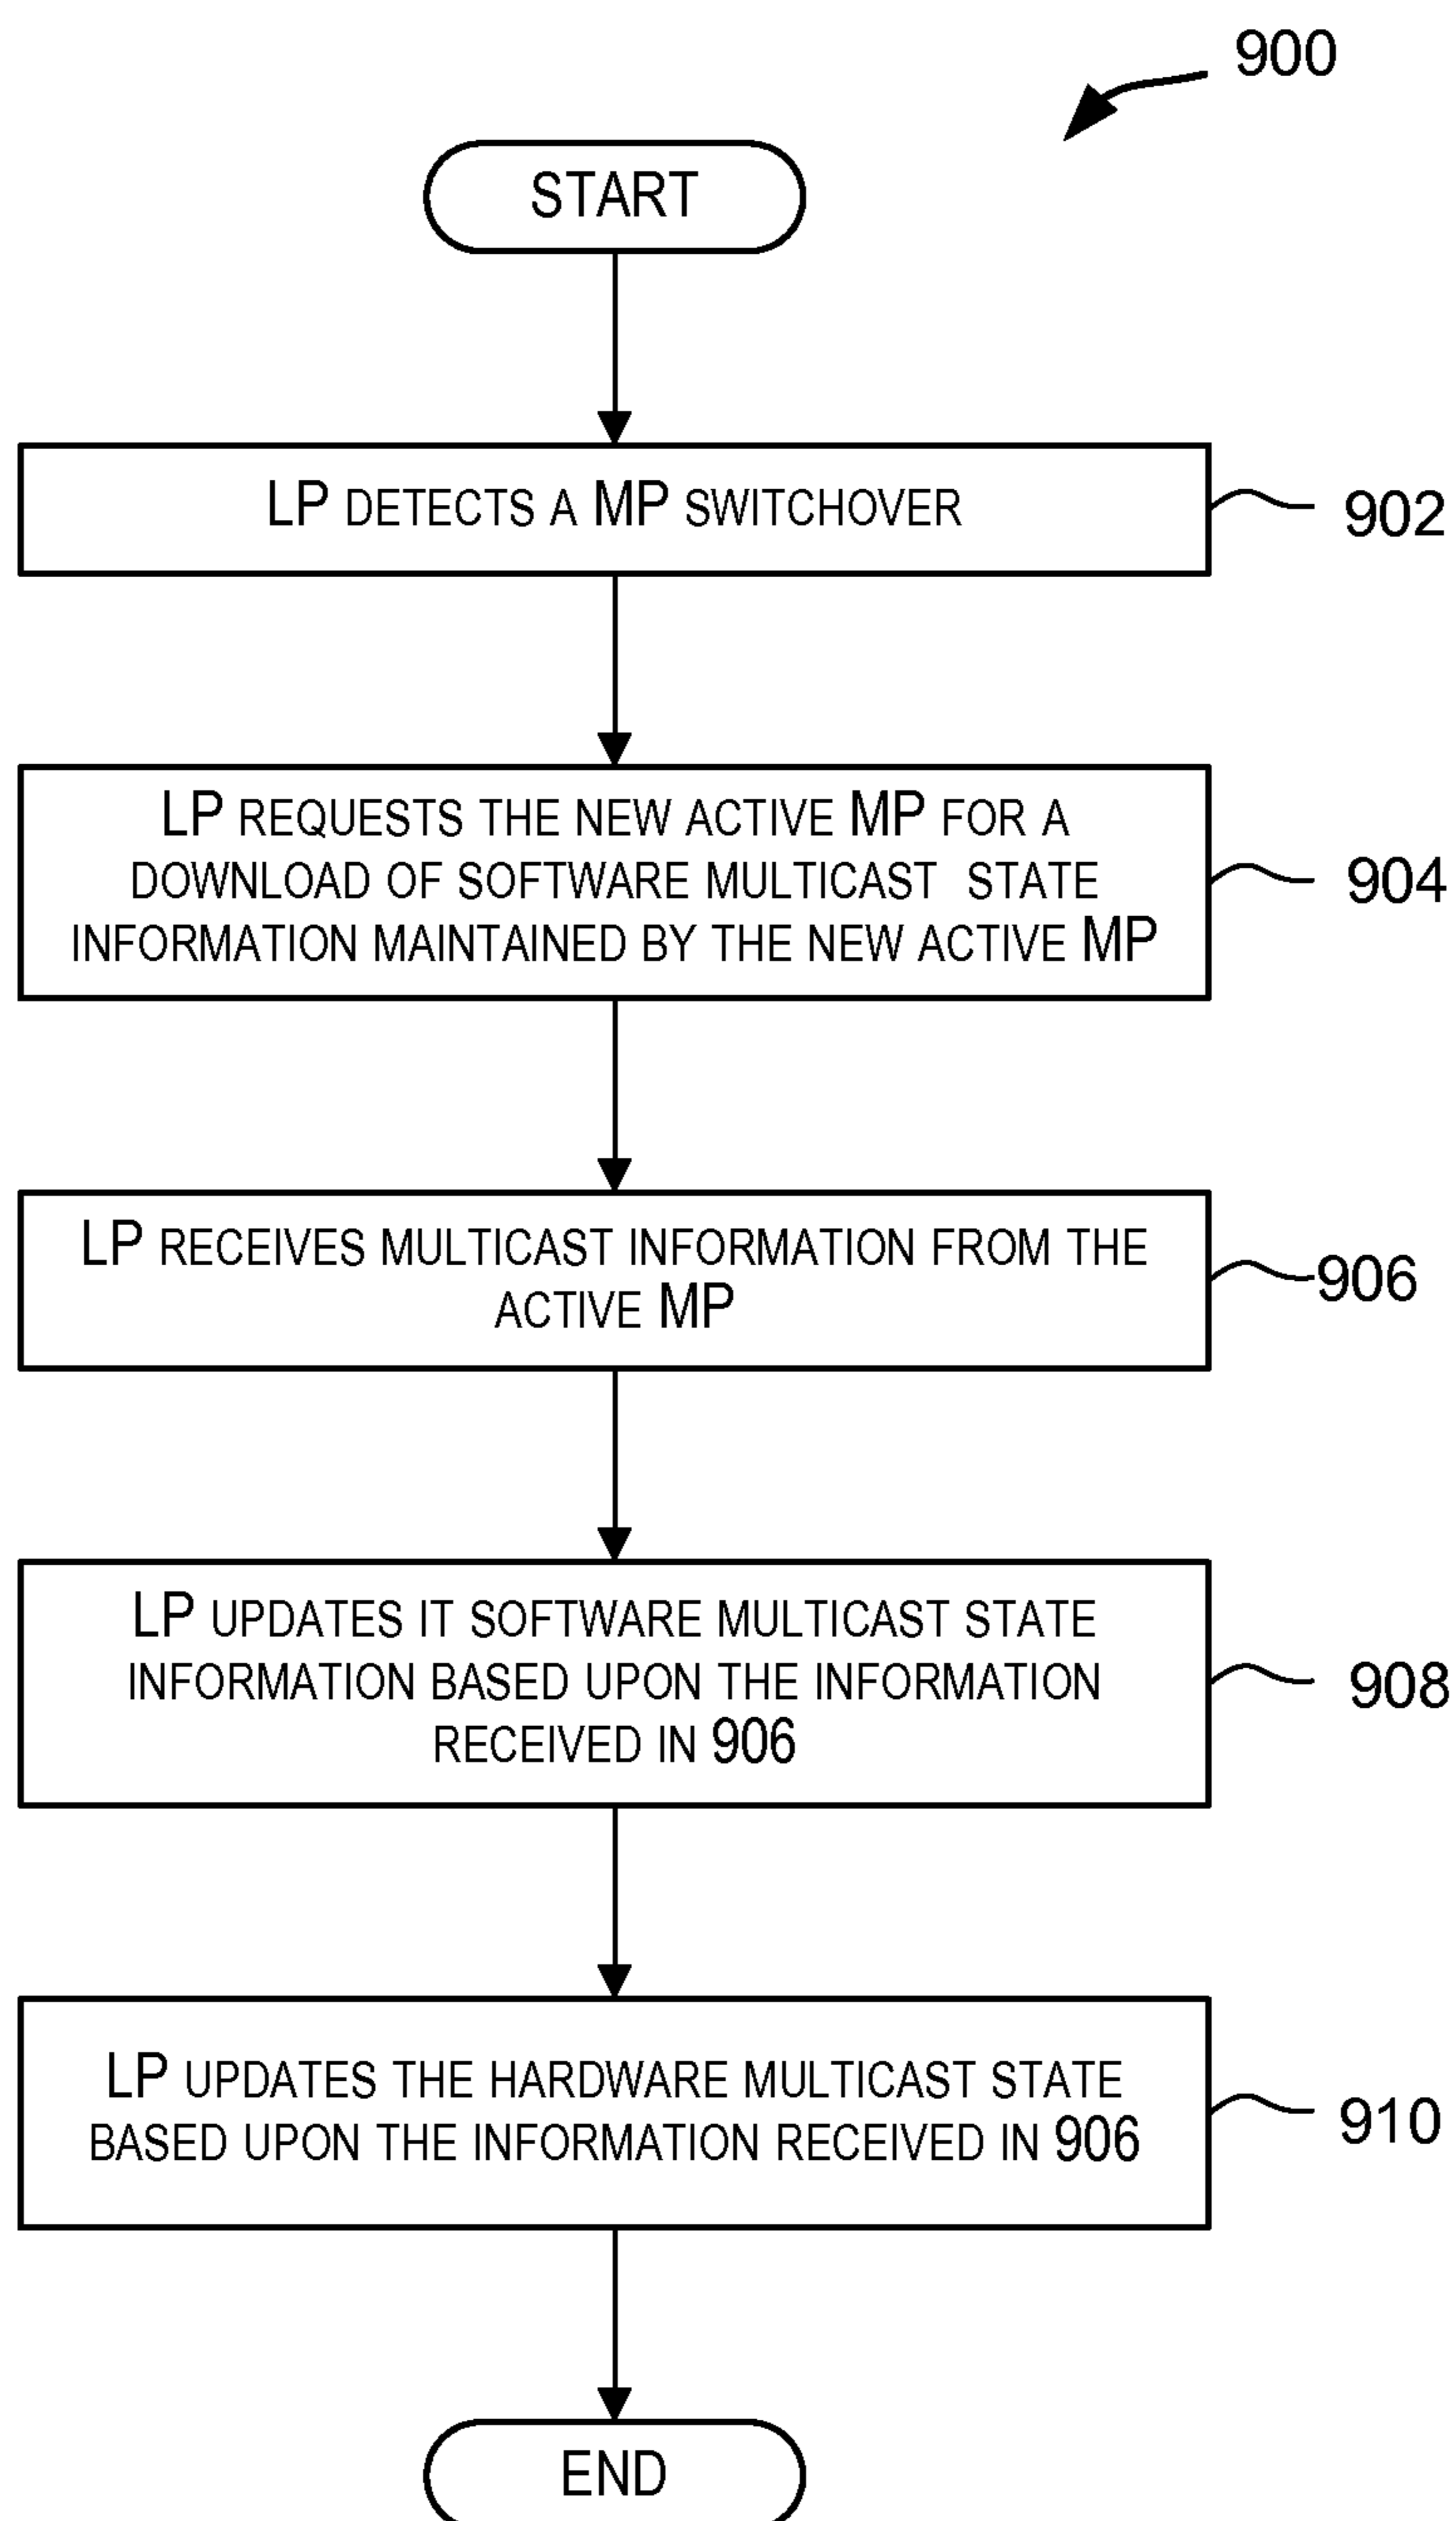 900
START
LP DETECTS A MP SWITCHOVER
902
LP REQUESTS THE NEW ACTIVE MP FOR A
DOWNLOAD OF SOFTWARE MULTICAST STATE
INFORMATION MAINTAINED BY THE NEW ACTIVE MP
904
LP RECEIVES MULTICAST INFORMATION FROM THE
ACTIVE MP
906
LP UPDATES IT SOFTWARE MULTICAST STATE
INFORMATION BASED UPON THE INFORMATION
RECEIVED IN 906
908
LP UPDATES THE HARDWARE MULTICAST STATE
BASED UPON THE INFORMATION RECEIVED IN 906
910
END